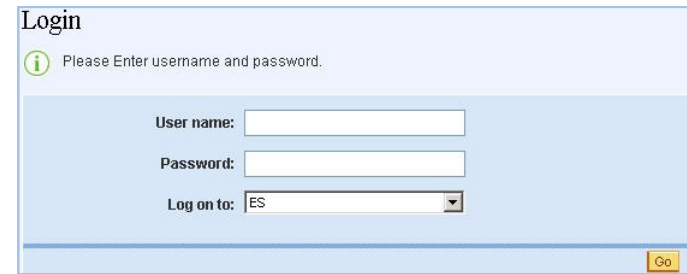 Login
Please Enter username and password.
User name:
Password:
Log on to: ES
Go